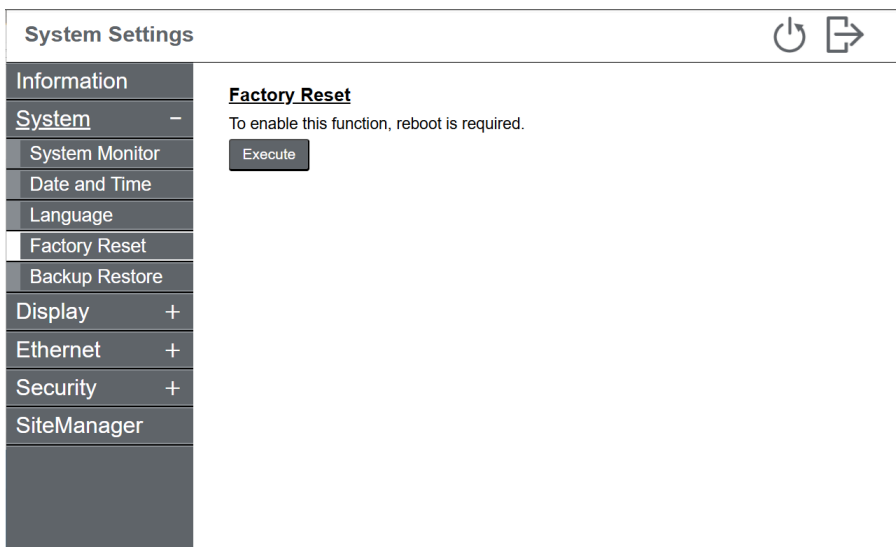 System Settings
Information
System −
System Monitor
Date and Time
Language
Factory Reset
Backup Restore
Display +
Ethernet +
Security +
SiteManager
Factory Reset
To enable this function, reboot is required.
Execute